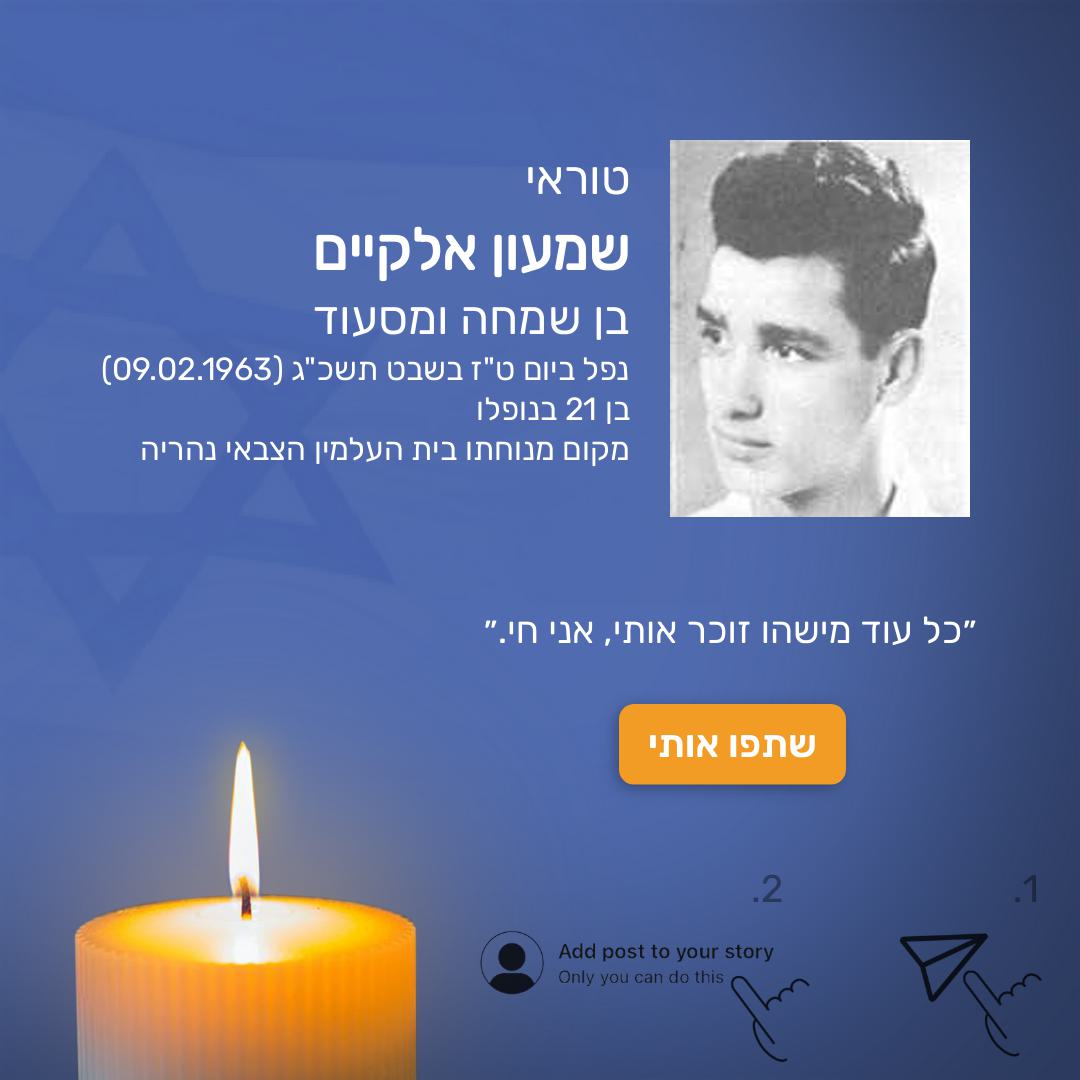 טוראי
שמעון אלקיים
בן שמחה ומסעוד
נפל ביום ט"ז בשבט תשכ"ג (09.02.1963)
בן 21 בנופלו
מקום מנוחתו בית העלמין הצבאי נהריה
״כל עוד מישהו זוכר אותי, אני חי.״
שתפו אותי
.1
.2
Add post to your story
Only you can do this